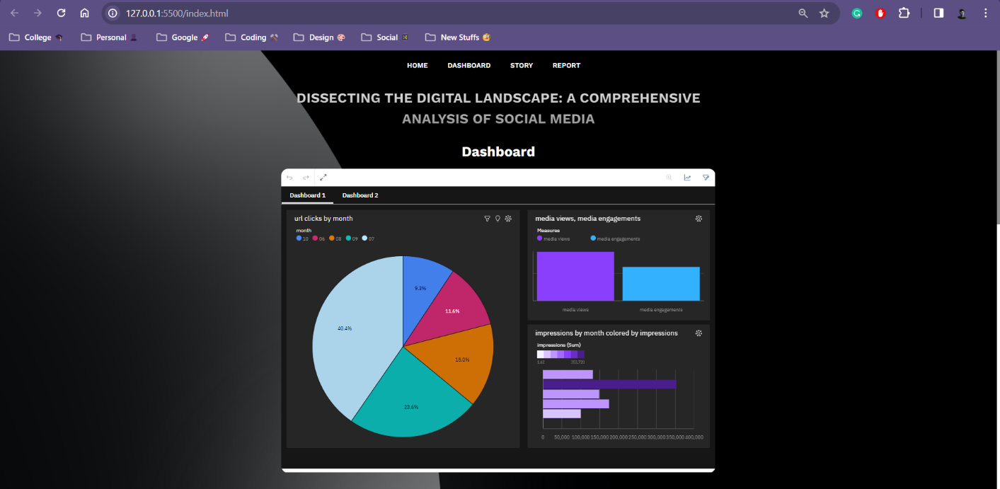 127.0.0.1:5500/index.html
College Personal Google Coding Design Social New Stuffs
HOME DASHBOARD STORY REPORT
DISSECTING THE DIGITAL LANDSCAPE: A COMPREHENSIVE
ANALYSIS OF SOCIAL MEDIA
Dashboard
Dashboard 1 Dashboard 2
url clicks by month
month
10 06 08 09 07
9.3%
11.6%
15.0%
23.6%
40.4%
media views, media engagements
Measures
media views media engagements
media views media engagements
impressions by month colored by impressions
impressions (Sum)
353,720
0 50,000 100,000 150,000 200,000 250,000 300,000 350,000 400,000